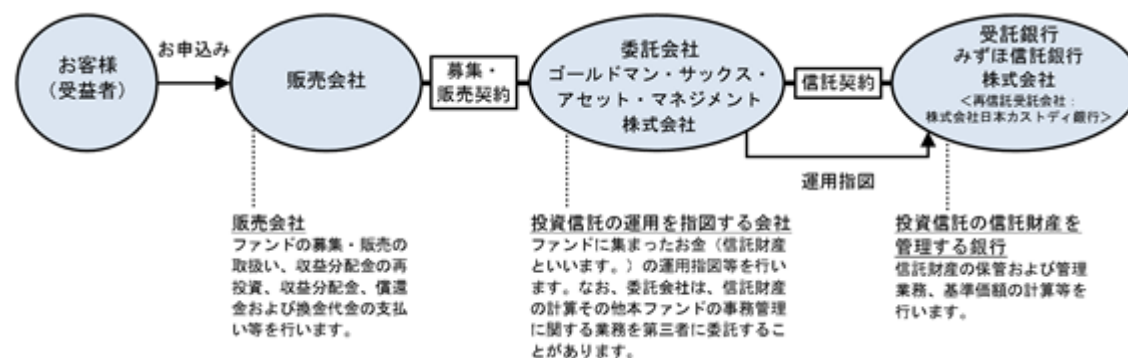 お客様
（受益者）
お申込み
販売会社
募集・
販売契約
委託会社
ゴールドマン・サックス・
アセット・マネジメント
株式会社
信託契約
受託銀行
みずほ信託銀行
株式会社
＜再信託受託会社：
株式会社日本カストディ銀行＞
運用指図
販売会社
ファンドの募集・販売の
取扱い、収益分配金の再
投資、収益分配金、償還
金および換金代金の支払
い等を行います。
投資信託の運用を指図する会社
ファンドに集まったお金（信託財産
といいます。）の運用指図等を行い
ます。なお、委託会社は、信託財産
の計算その他本ファンドの事務管理
に関する業務を第三者に委託するこ
とがあります。
投資信託の信託財産を
管理する銀行
信託財産の保管および管理
業務、基準価額の計算等を
行います。